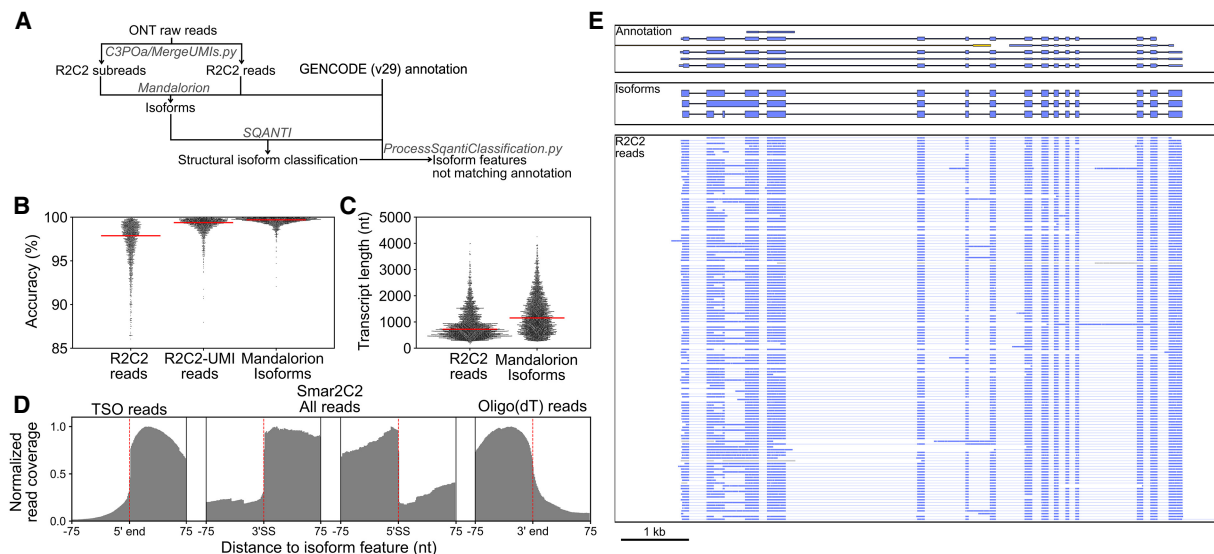 A
ONT raw reads
C3POa/MergeUMIs.py
R2C2 subreads
R2C2 reads
GENCODE (v29) annotation
Mandalorion
Isoforms
SQANTI
ProcessSqantiClassification.py
Structural isoform classification
Isoform features
not matching annotation
B
Accuracy (%)
100
95
90
85
R2C2
reads
R2C2-UMI
reads
Mandalorion
Isoforms
C
Transcript length (nt)
5000
4000
3000
2000
1000
0
R2C2
reads
Mandalorion
Isoforms
D
Smar2C2
TSO reads
All reads
Oligo(dT) reads
Normalized
read coverage
1.0
0.5
0.0
-75
5' end
75
-75
3'SS
75
-75
5'SS
75
-75
3' end
75
Distance to isoform feature (nt)
E
Annotation
Isoforms
R2C2
reads
1 kb